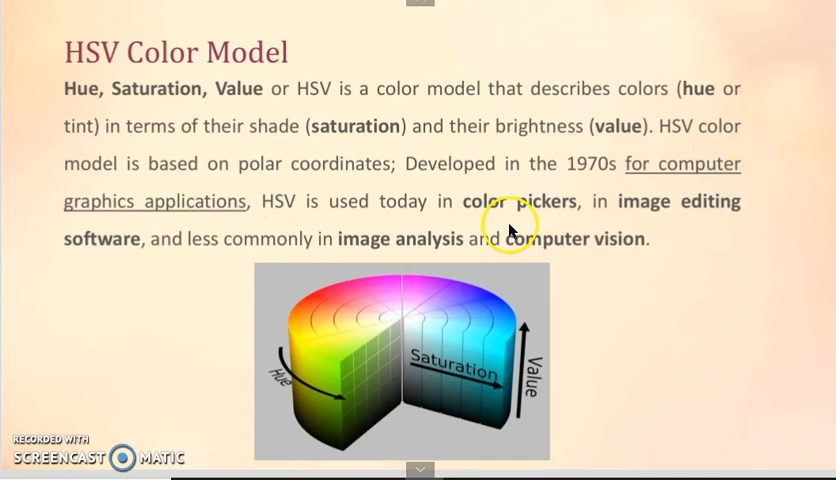 HSV Color Model
Hue, Saturation, Value or HSV is a color model that describes colors (hue or
tint) in terms of their shade (saturation) and their brightness (value). HSV color
model is based on polar coordinates; Developed in the 1970s for computer
graphics applications, HSV is used today in color pickers, in image editing
software, and less commonly in image analysis and computer vision.
Hue
Saturation
Value
RECORDED WITH
SCREENCAST MATIC